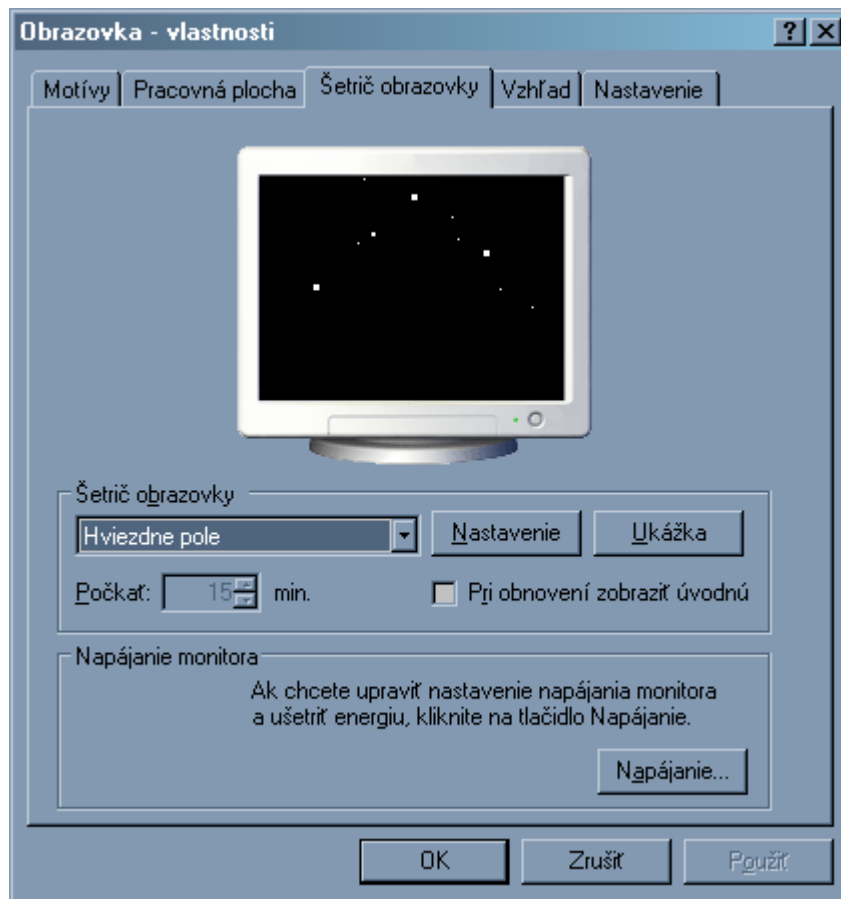 Obrazovka - vlastnosti
Motívy Pracovná plocha Šetrič obrazovky Vzhľad Nastavenie
Šetrič obrazovky
Hviezdne pole Nastavenie Ukážka
Počkať: 15 min. Pri obnovení zobraziť úvodnú
Napájanie monitora
Ak chcete upraviť nastavenie napájania monitora
a ušetriť energiu, kliknite na tlačidlo Napájanie.
Napájanie...
OK Zrušiť Použiť